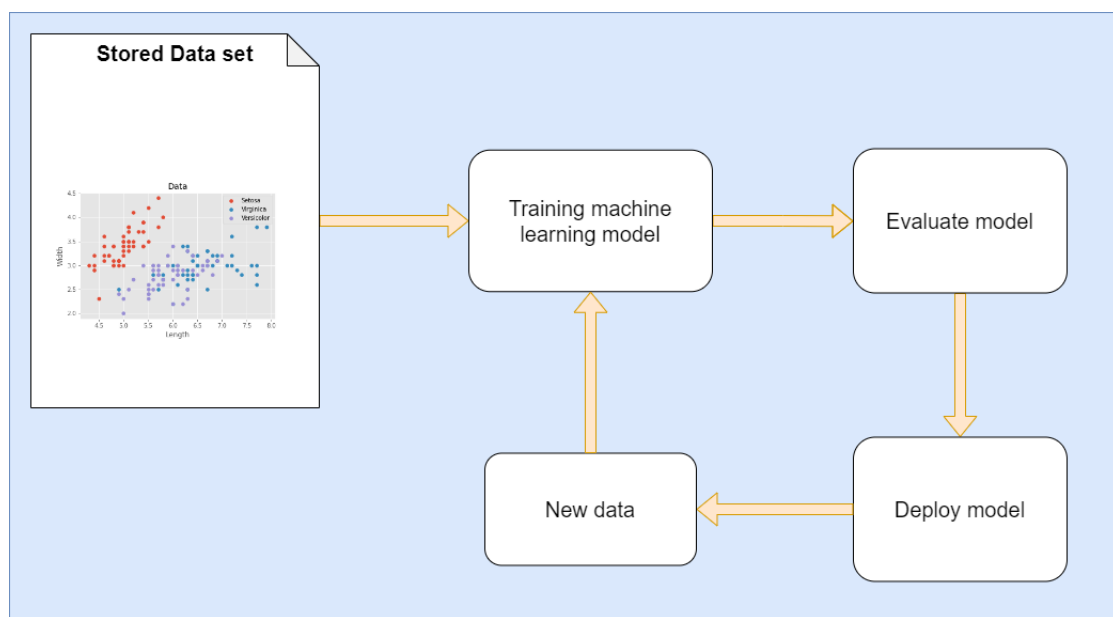 Stored Data set
Data
Setosa
Virginica
Versicolor
4.5
4.0
3.5
3.0
2.5
2.0
Width
4.5 5.0 5.5 6.0 6.5 7.0 7.5 8.0
Length
Training machine
learning model
Evaluate model
New data
Deploy model